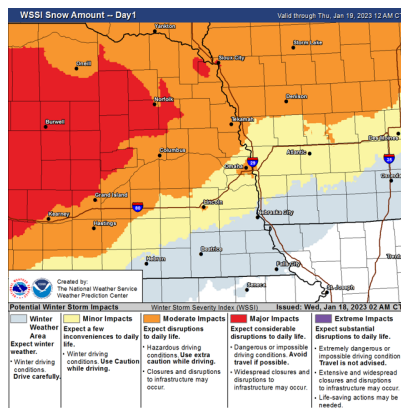 WSSI Snow Amount -- Day1
Valid through Thu, Jan 19, 2023 12 AM CT
Yankton
Storm Lake
Oneill
Sioux city
Norfolk
Denison
Burwell
Tekamah
Des Moines
Columbus
Atlantic
Omaha
Osceola
Grand Island
Lincoln
Kearney
Nebraska city
Hastings
Beatrice
Hebron
Falls city
Trent
Seneca
St. Joseph
Created by:
The National Weather Service
Weather Prediction Center
Potential Winter Storm Impacts
Winter Storm Severity Index (WSSI)
Issued: Wed, Jan 18, 2023 02 AM CT
Winter
Weather
Area
Expect winter
weather.
• Winter driving
conditions.
Drive carefully.
Minor Impacts
Expect a few
inconveniences to daily
life.
• Winter driving
conditions. Use Caution
while driving.
Moderate Impacts
Expect disruptions
to daily life.
• Hazardous driving
conditions. Use extra
caution while driving.
• Closures and disruptions
to infrastructure may
occur.
Major Impacts
Expect considerable
disruptions to daily life.
• Dangerous or impossible
driving conditions. Avoid
travel if possible.
• Widespread closures and
disruptions to
infrastructure may occur.
Extreme Impacts
Expect substantial
disruptions to daily life.
• Extremely dangerous or
impossible driving condition
Travel is not advised.
• Extensive and widespread
closures and disruptions to
infrastructure may occur.
• Life-saving actions may be
needed.